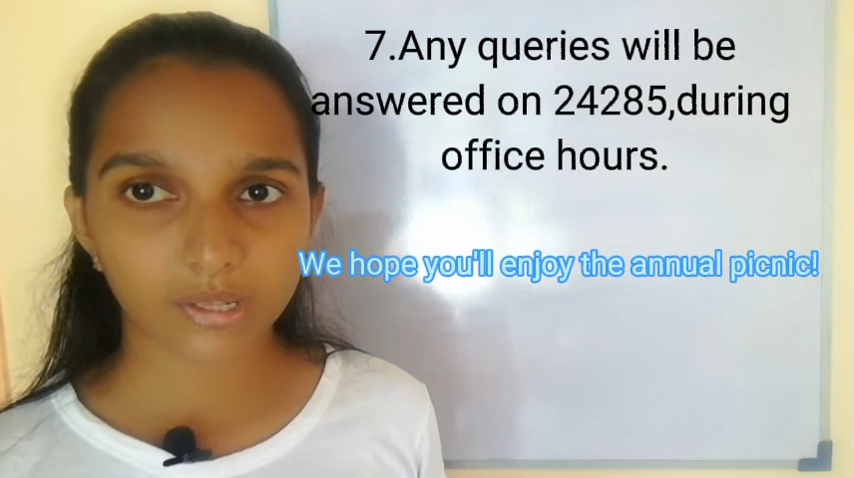 7.Any queries will be
answered on 24285,during
office hours.
We hope you'll enjoy the annual picnic!